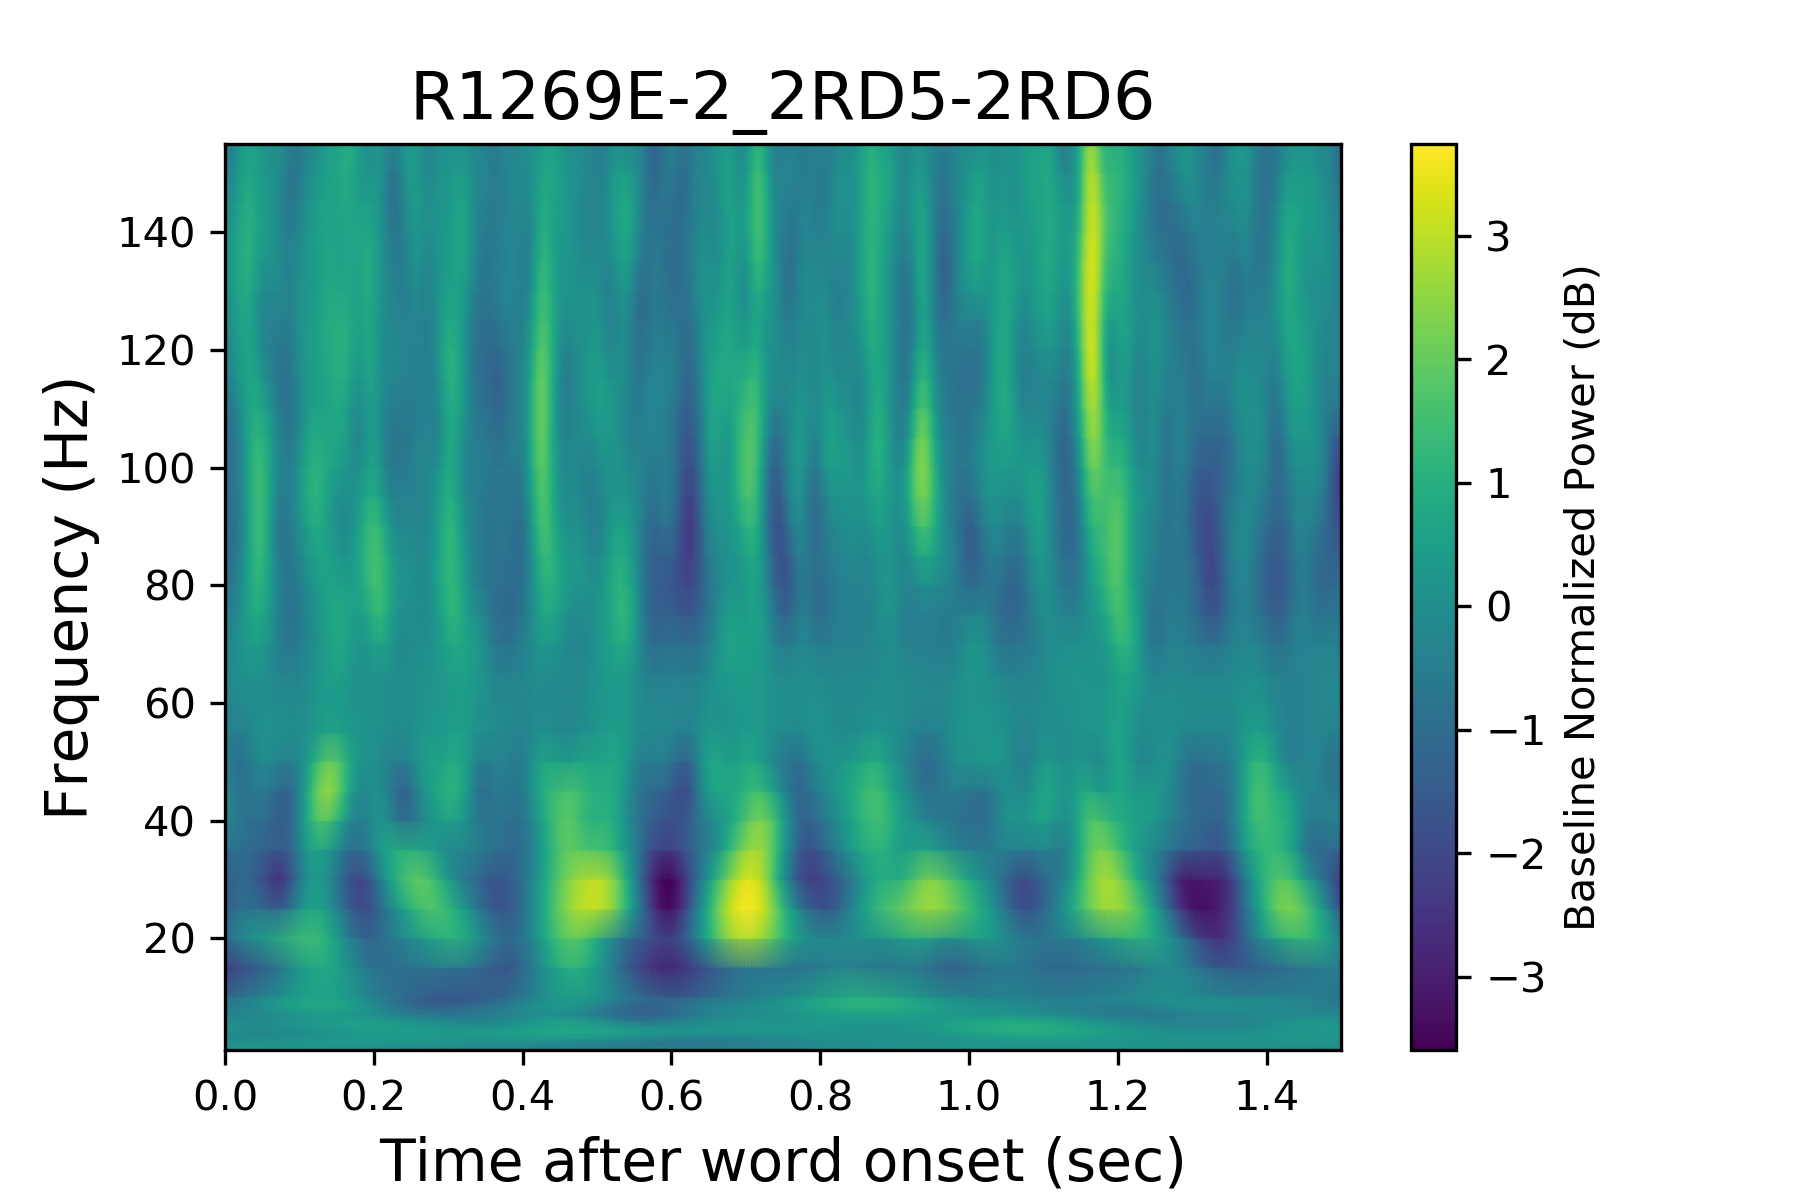 R1269E-2_2RD5-2RD6
Frequency (Hz)
140
120
100
80
60
40
20
0.0 0.2 0.4 0.6 0.8 1.0 1.2 1.4
Time after word onset (sec)
3
2
1
0
−1
−2
−3
Baseline Normalized Power (dB)